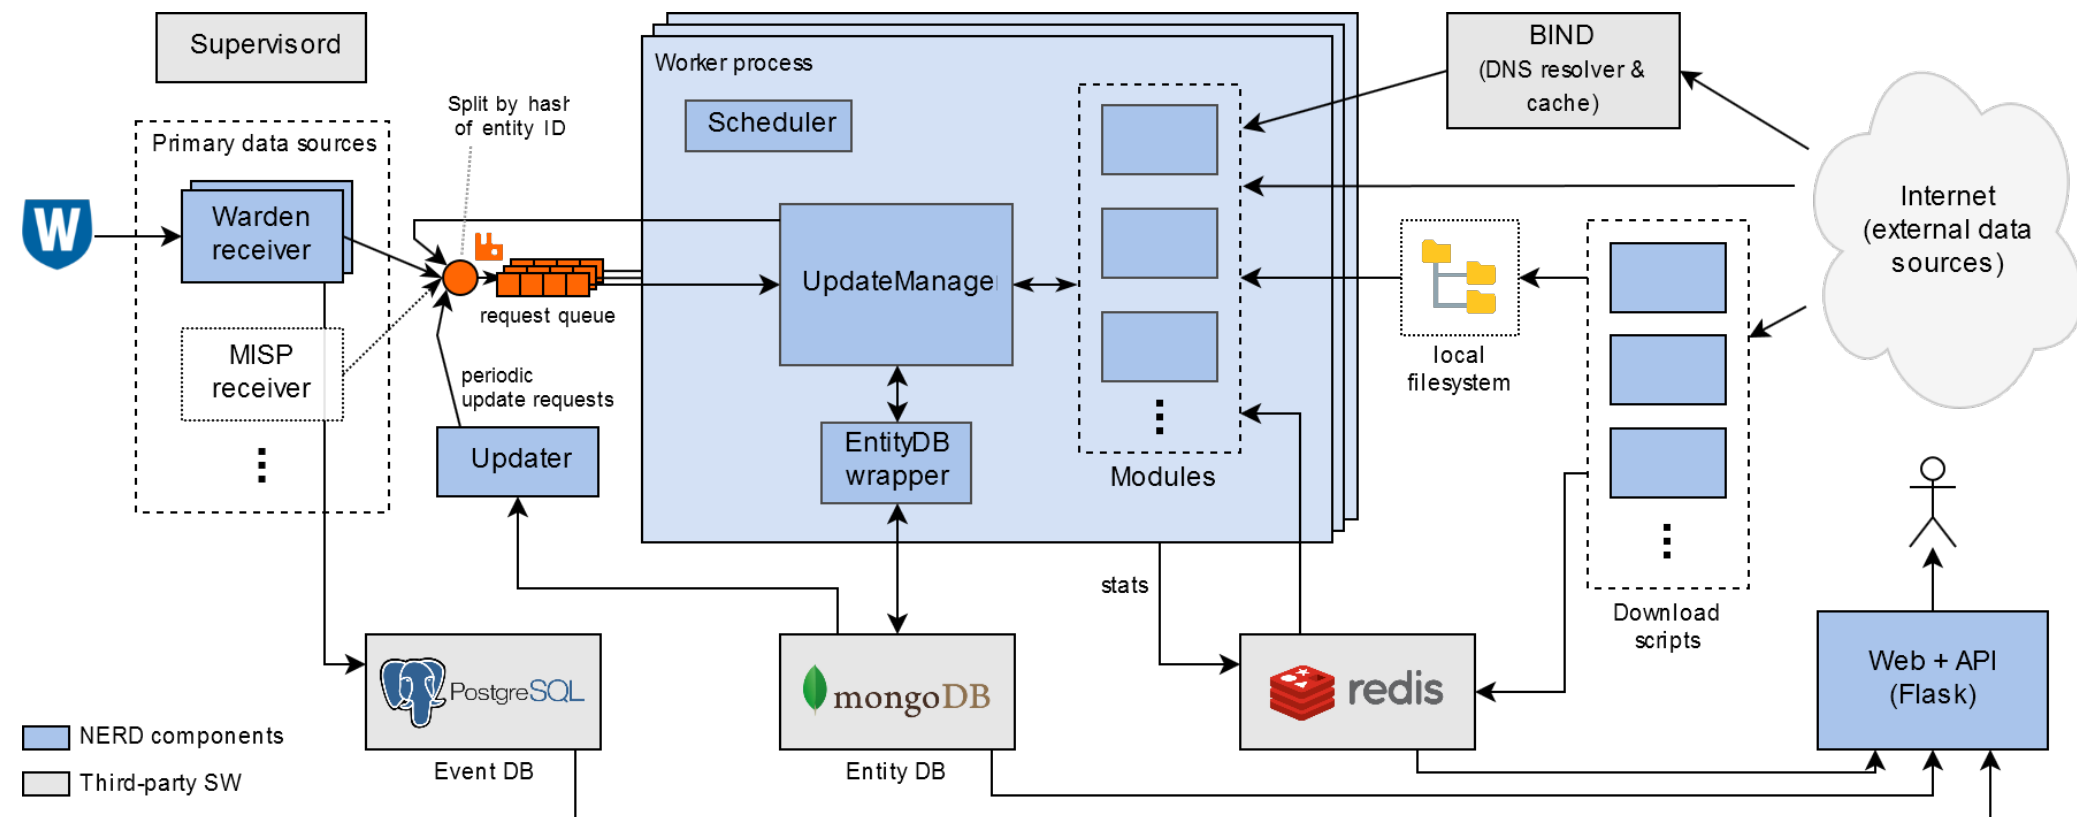 Supervisord
Primary data sources
W
Warden
receiver
MISP
receiver
Split by hash
of entity ID
request queue
periodic
update requests
Updater
Worker process
Scheduler
UpdateManage
EntityDB
wrapper
Modules
BIND
(DNS resolver &
cache)
Internet
(external data
sources)
local
filesystem
Download
scripts
stats
PostgreSQL
Event DB
mongoDB
Entity DB
redis
Web + API
(Flask)
NERD components
Third-party SW